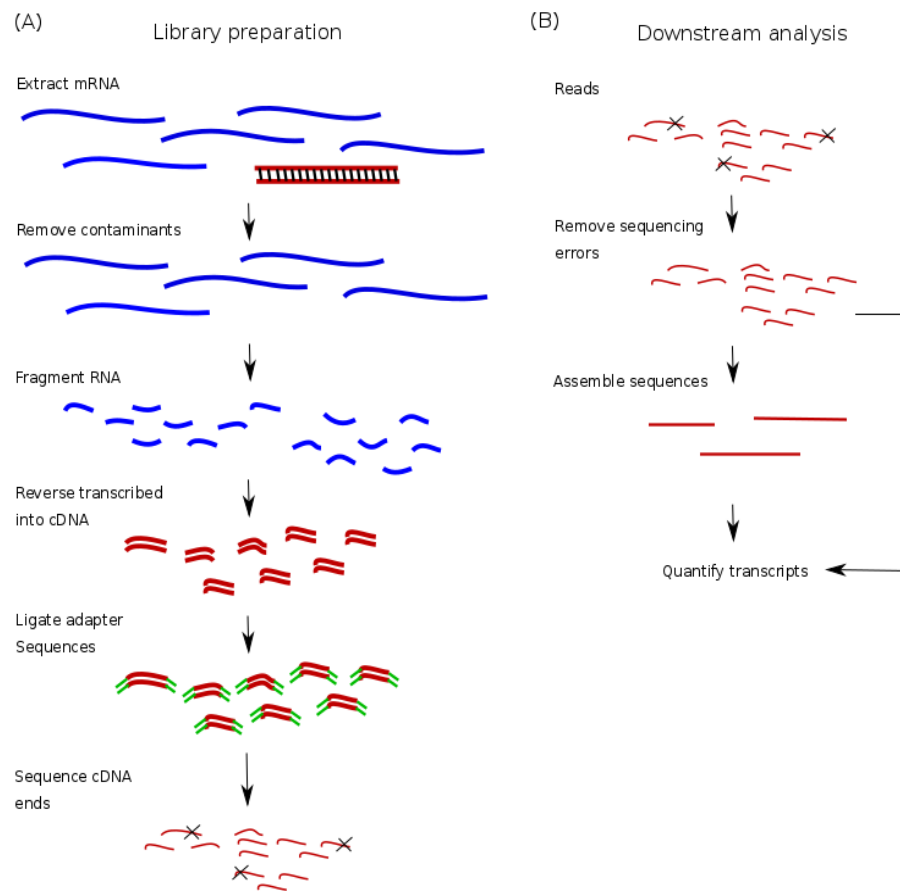 (A)
Library preparation
Extract mRNA
Remove contaminants
Fragment RNA
Reverse transcribed
into cDNA
Ligate adapter
Sequences
Sequence cDNA
ends
(B)
Downstream analysis
Reads
Remove sequencing
errors
Assemble sequences
Quantify transcripts